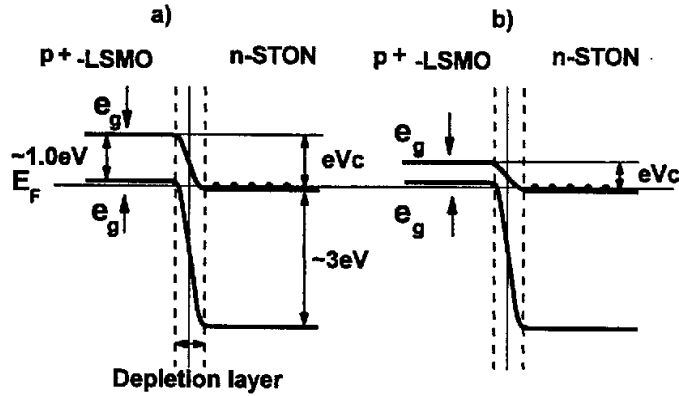 a)
b)
p⁺-LSMO n-STON
p⁺-LSMO n-STON
e_g
eVc
~1.0eV
E_F
e_g
~3eV
Depletion layer
e_g
eVc
e_g